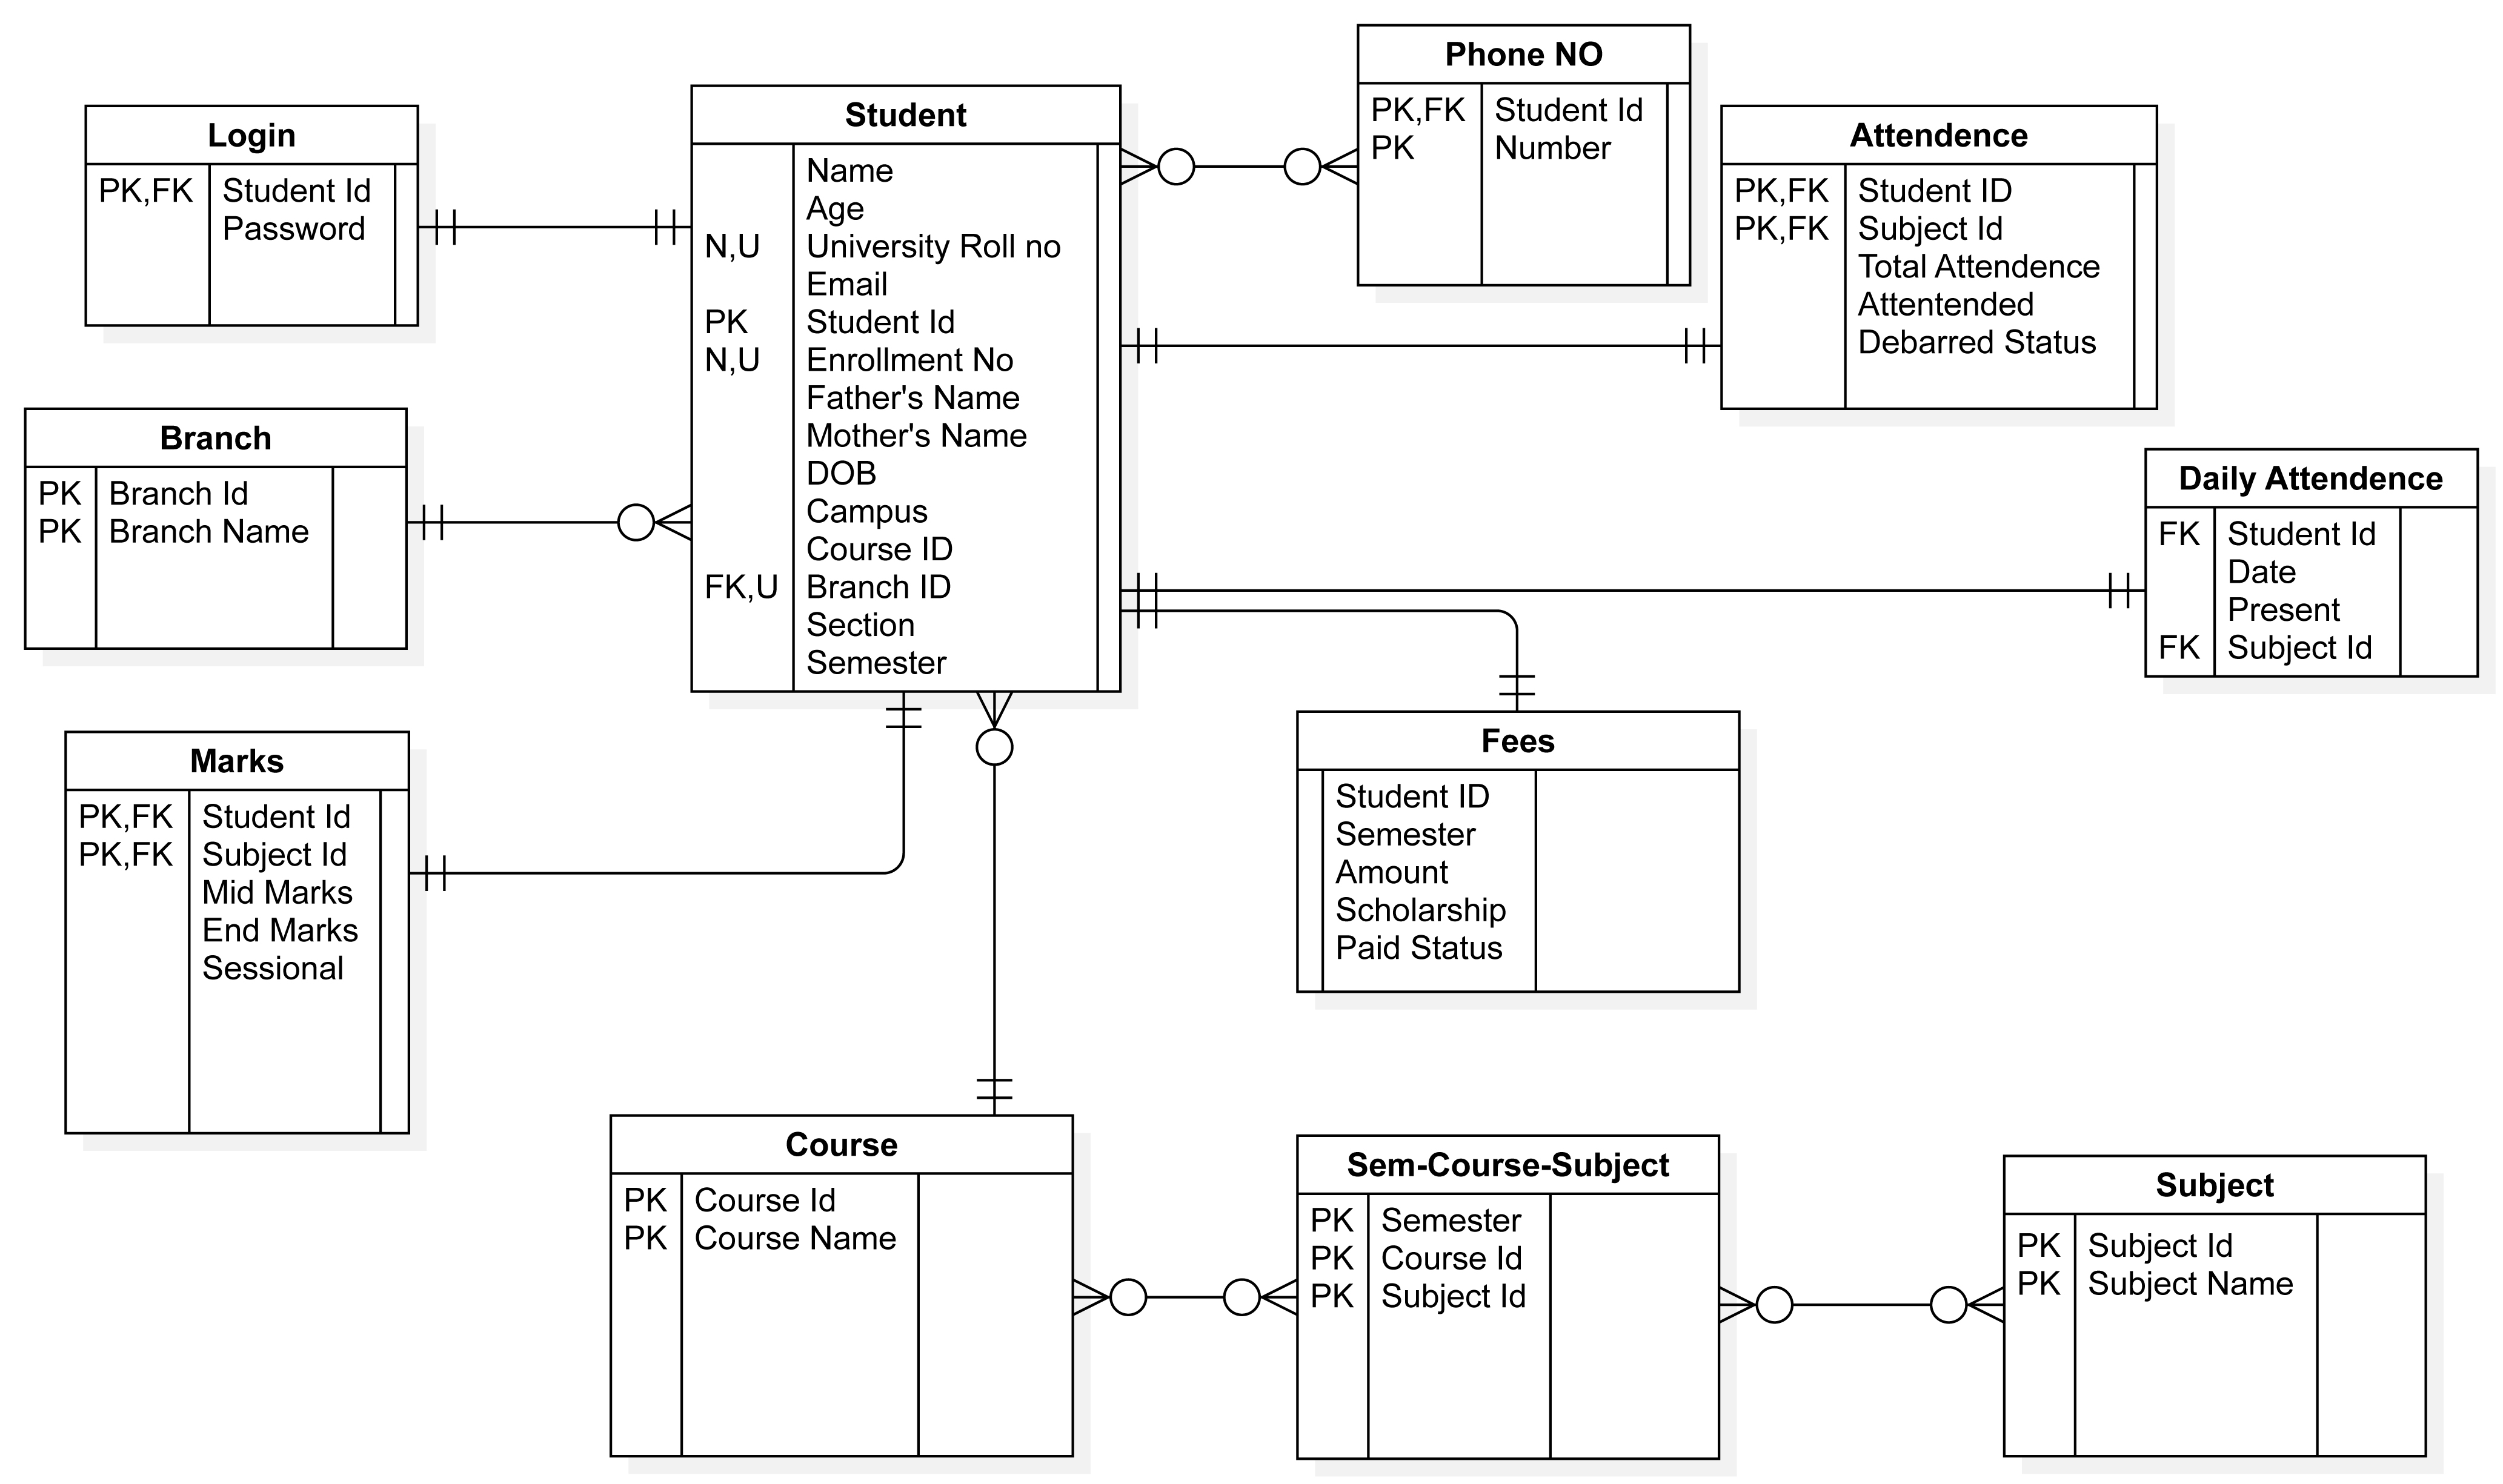 Login
PK,FK Student Id
Password
Student
Name
Age
N,U University Roll no
Email
PK Student Id
N,U Enrollment No
Father's Name
Mother's Name
DOB
Campus
Course ID
FK,U Branch ID
Section
Semester
Phone NO
PK,FK Student Id
PK Number
Attendence
PK,FK Student ID
PK,FK Subject Id
Total Attendence
Attentended
Debarred Status
Branch
PK Branch Id
PK Branch Name
Daily Attendence
FK Student Id
Date
Present
FK Subject Id
Marks
PK,FK Student Id
PK,FK Subject Id
Mid Marks
End Marks
Sessional
Fees
Student ID
Semester
Amount
Scholarship
Paid Status
Course
PK Course Id
PK Course Name
Sem-Course-Subject
PK Semester
PK Course Id
PK Subject Id
Subject
PK Subject Id
PK Subject Name